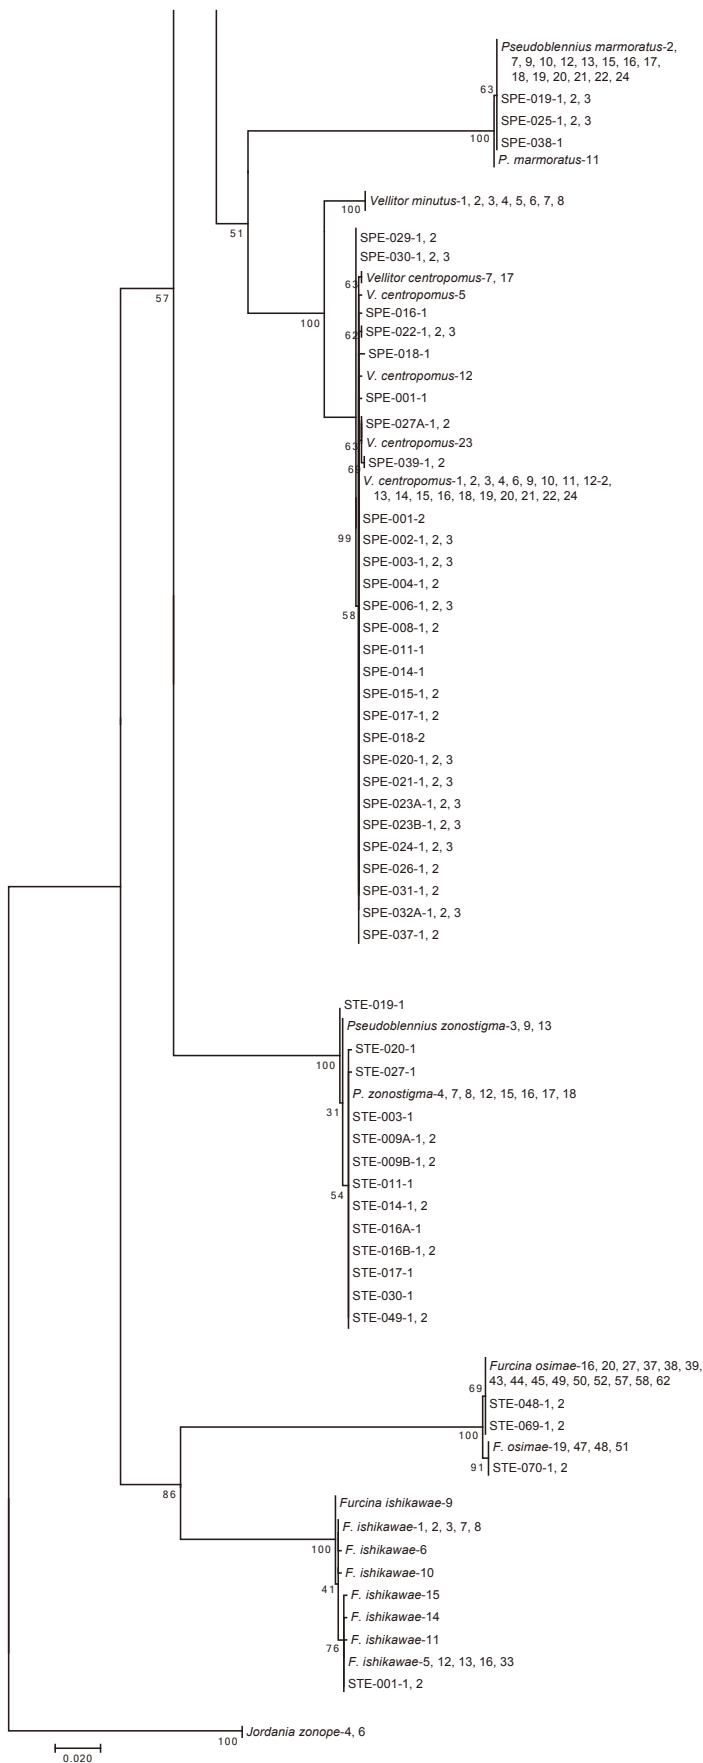 Pseudoblennius marmoratus-2,
7, 9, 10, 12, 13, 15, 16, 17,
18, 19, 20, 21, 22, 24
63
SPE-019-1, 2, 3
SPE-025-1, 2, 3
100
SPE-038-1
P. marmoratus-11
Vellitor minutus-1, 2, 3, 4, 5, 6, 7, 8
100
51
SPE-029-1, 2
SPE-030-1, 2, 3
Vellitor centropomus-7, 17
63
V. centropomus-5
57
SPE-016-1
100
SPE-022-1, 2, 3
62
SPE-018-1
V. centropomus-12
SPE-001-1
SPE-027A-1, 2
V. centropomus-23
63
SPE-039-1, 2
V. centropomus-1, 2, 3, 4, 6, 9, 10, 11, 12-2,
13, 14, 15, 16, 18, 19, 20, 21, 22, 24
SPE-001-2
99
SPE-002-1, 2, 3
SPE-003-1, 2, 3
SPE-004-1, 2
SPE-006-1, 2, 3
58
SPE-008-1, 2
SPE-011-1
SPE-014-1
SPE-015-1, 2
SPE-017-1, 2
SPE-018-2
SPE-020-1, 2, 3
SPE-021-1, 2, 3
SPE-023A-1, 2, 3
SPE-023B-1, 2, 3
SPE-024-1, 2, 3
SPE-026-1, 2
SPE-031-1, 2
SPE-032A-1, 2, 3
SPE-037-1, 2
STE-019-1
Pseudoblennius zonostigma-3, 9, 13
STE-020-1
100
STE-027-1
P. zonostigma-4, 7, 8, 12, 15, 16, 17, 18
31
STE-003-1
STE-009A-1, 2
STE-009B-1, 2
STE-011-1
54
STE-014-1, 2
STE-016A-1
STE-016B-1, 2
STE-017-1
STE-030-1
STE-049-1, 2
Furcina osimae-16, 20, 27, 37, 38, 39,
43, 44, 45, 49, 50, 52, 57, 58, 62
69
STE-048-1, 2
STE-069-1, 2
100
F. osimae-19, 47, 48, 51
91
STE-070-1, 2
86
Furcina ishikawae-9
F. ishikawae-1, 2, 3, 7, 8
100
F. ishikawae-6
F. ishikawae-10
41
F. ishikawae-15
F. ishikawae-14
F. ishikawae-11
76
F. ishikawae-5, 12, 13, 16, 33
STE-001-1, 2
Jordania zonope-4, 6
100
0.020